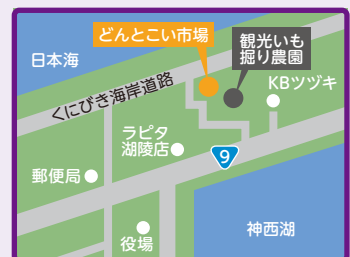 どんとこい市場
観光いも
掘り農園
日本海
くにびき海岸道路
KBツヅキ
ラピタ
湖陵店
9
郵便局
役場
神西湖